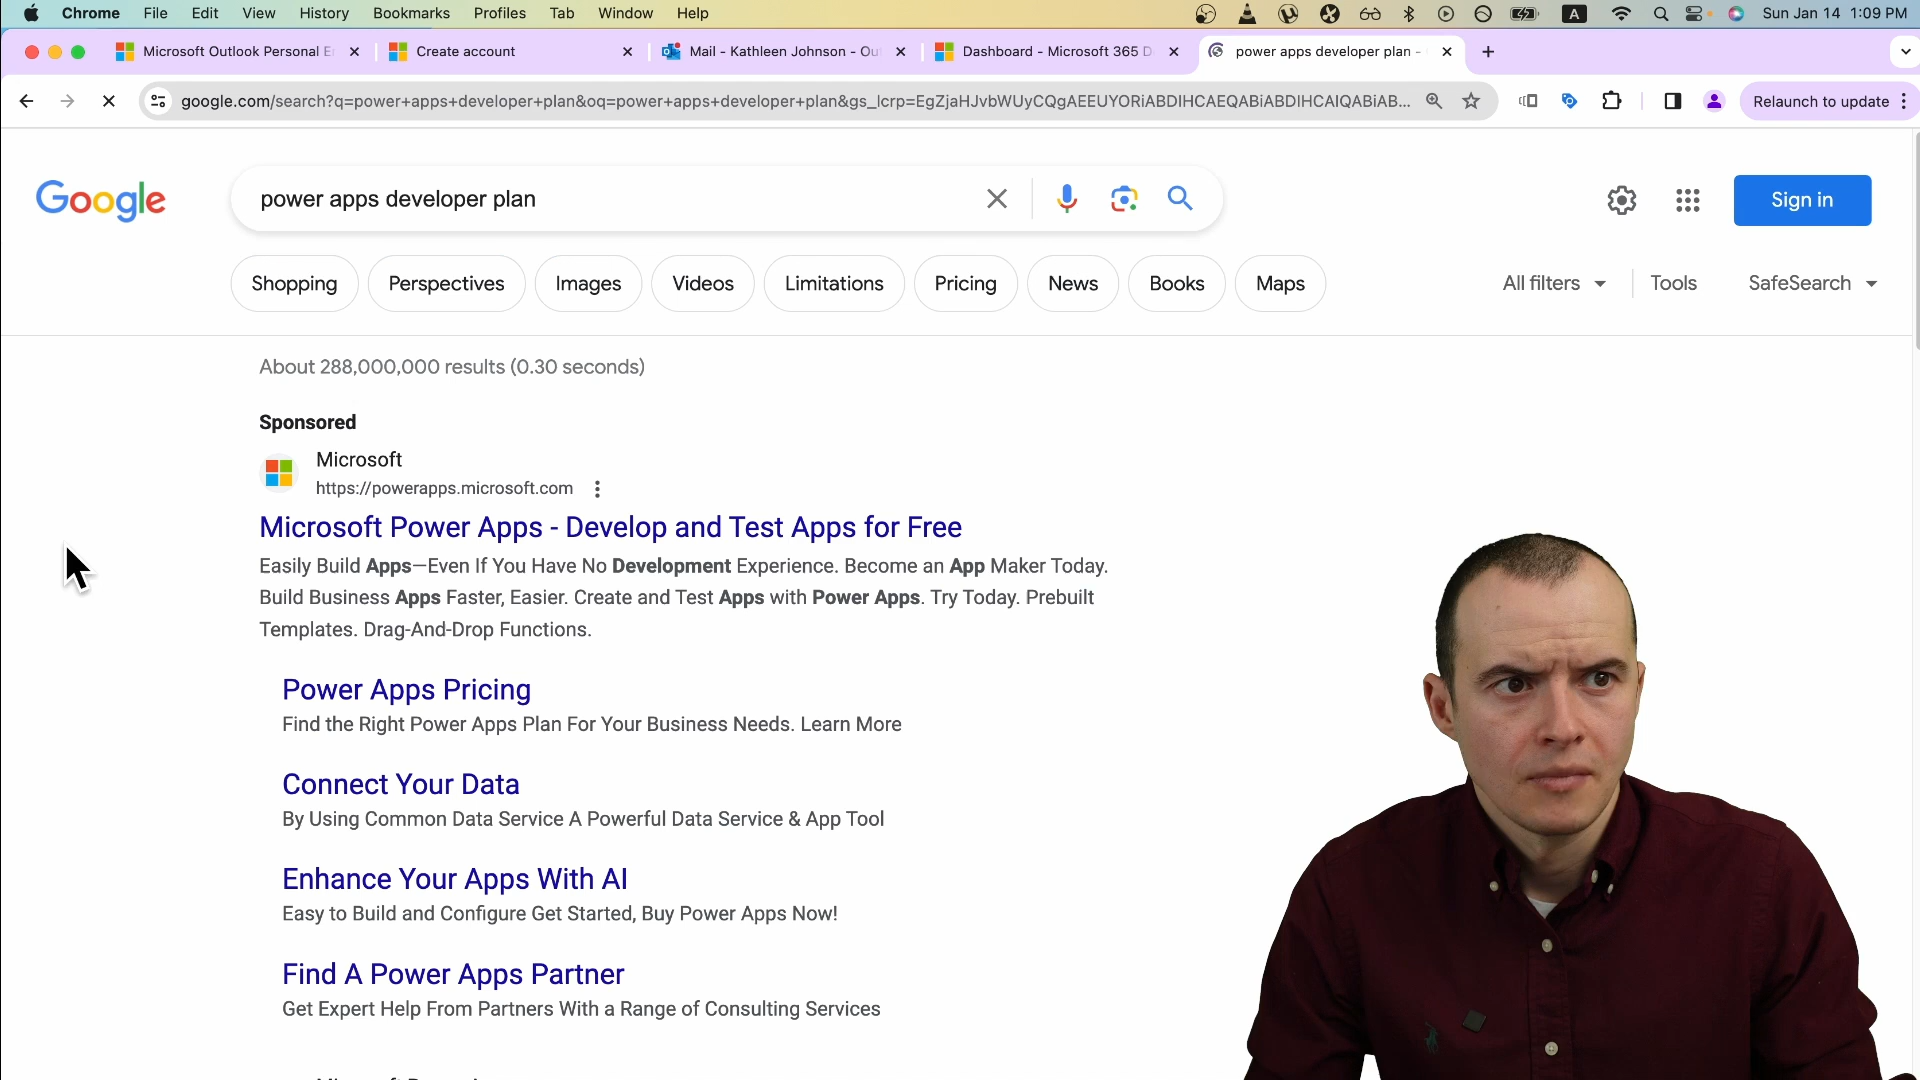 Chrome File Edit View History Bookmarks Profiles Tab Window Help A Sun Jan 14 1:09 PM
Microsoft Outlook Personal E
Create account
Mail - Kathleen Johnson - Ou
Dashboard - Microsoft 365 D
power apps developer plan -
google.com/search?q=power+apps+developer+plan&oq=power+apps+developer+plan&gs_lcrp=EgZjaHJvbWUyCQgAEEUYORiABDIHCAEQABiABDIHCAIQABiAB...
Relaunch to update
Google
power apps developer plan
Sign in
Shopping Perspectives Images Videos Limitations Pricing News Books Maps All filters Tools SafeSearch
About 288,000,000 results (0.30 seconds)
Sponsored
Microsoft
https://powerapps.microsoft.com
Microsoft Power Apps - Develop and Test Apps for Free
Easily Build Apps—Even If You Have No Development Experience. Become an App Maker Today.
Build Business Apps Faster, Easier. Create and Test Apps with Power Apps. Try Today. Prebuilt
Templates. Drag-And-Drop Functions.
Power Apps Pricing
Find the Right Power Apps Plan For Your Business Needs. Learn More
Connect Your Data
By Using Common Data Service A Powerful Data Service & App Tool
Enhance Your Apps With AI
Easy to Build and Configure Get Started, Buy Power Apps Now!
Find A Power Apps Partner
Get Expert Help From Partners With a Range of Consulting Services